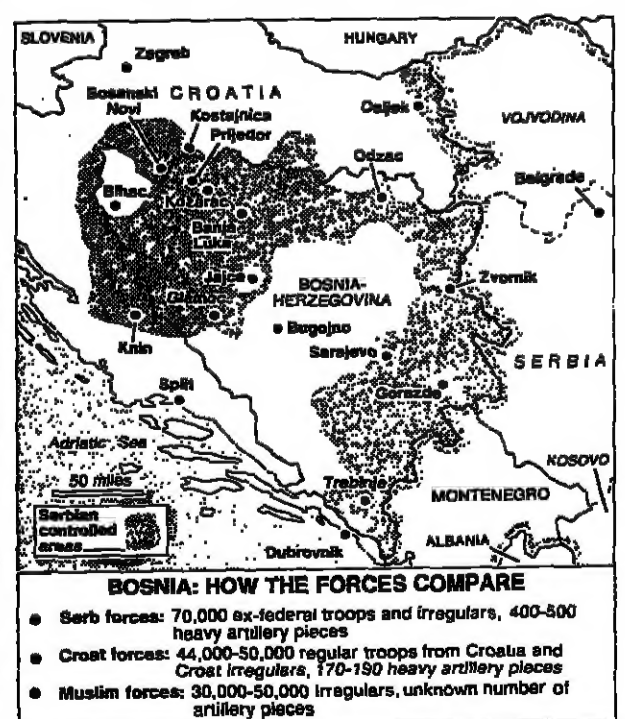 SLOVENIA
HUNGARY
Zagreb
CROATIA
Bosanski
Novi
Kostajnica
Osijek
VOJVODINA
Prijedor
Odzac
Belgrade
Bihac
Kozarac
Banja
Luka
Jajce
BOSNIA-
HERZEGOVINA
Zvornik
Glamoc
Bugojno
Knin
Sarajevo
SERBIA
Split
Gorazde
Adriatic Sea
KOSOVO
50 miles
Trebinje
MONTENEGRO
Serbian
controlled
areas
ALBANIA
Dubrovnik
BOSNIA: HOW THE FORCES COMPARE
● Serb forces: 70,000 ex-federal troops and irregulars, 400-500
heavy artillery pieces
● Croat forces: 44,000-50,000 regular troops from Croatia and
Croat irregulars, 170-190 heavy artillery pieces
● Muslim forces: 30,000-50,000 irregulars, unknown number of
artillery pieces